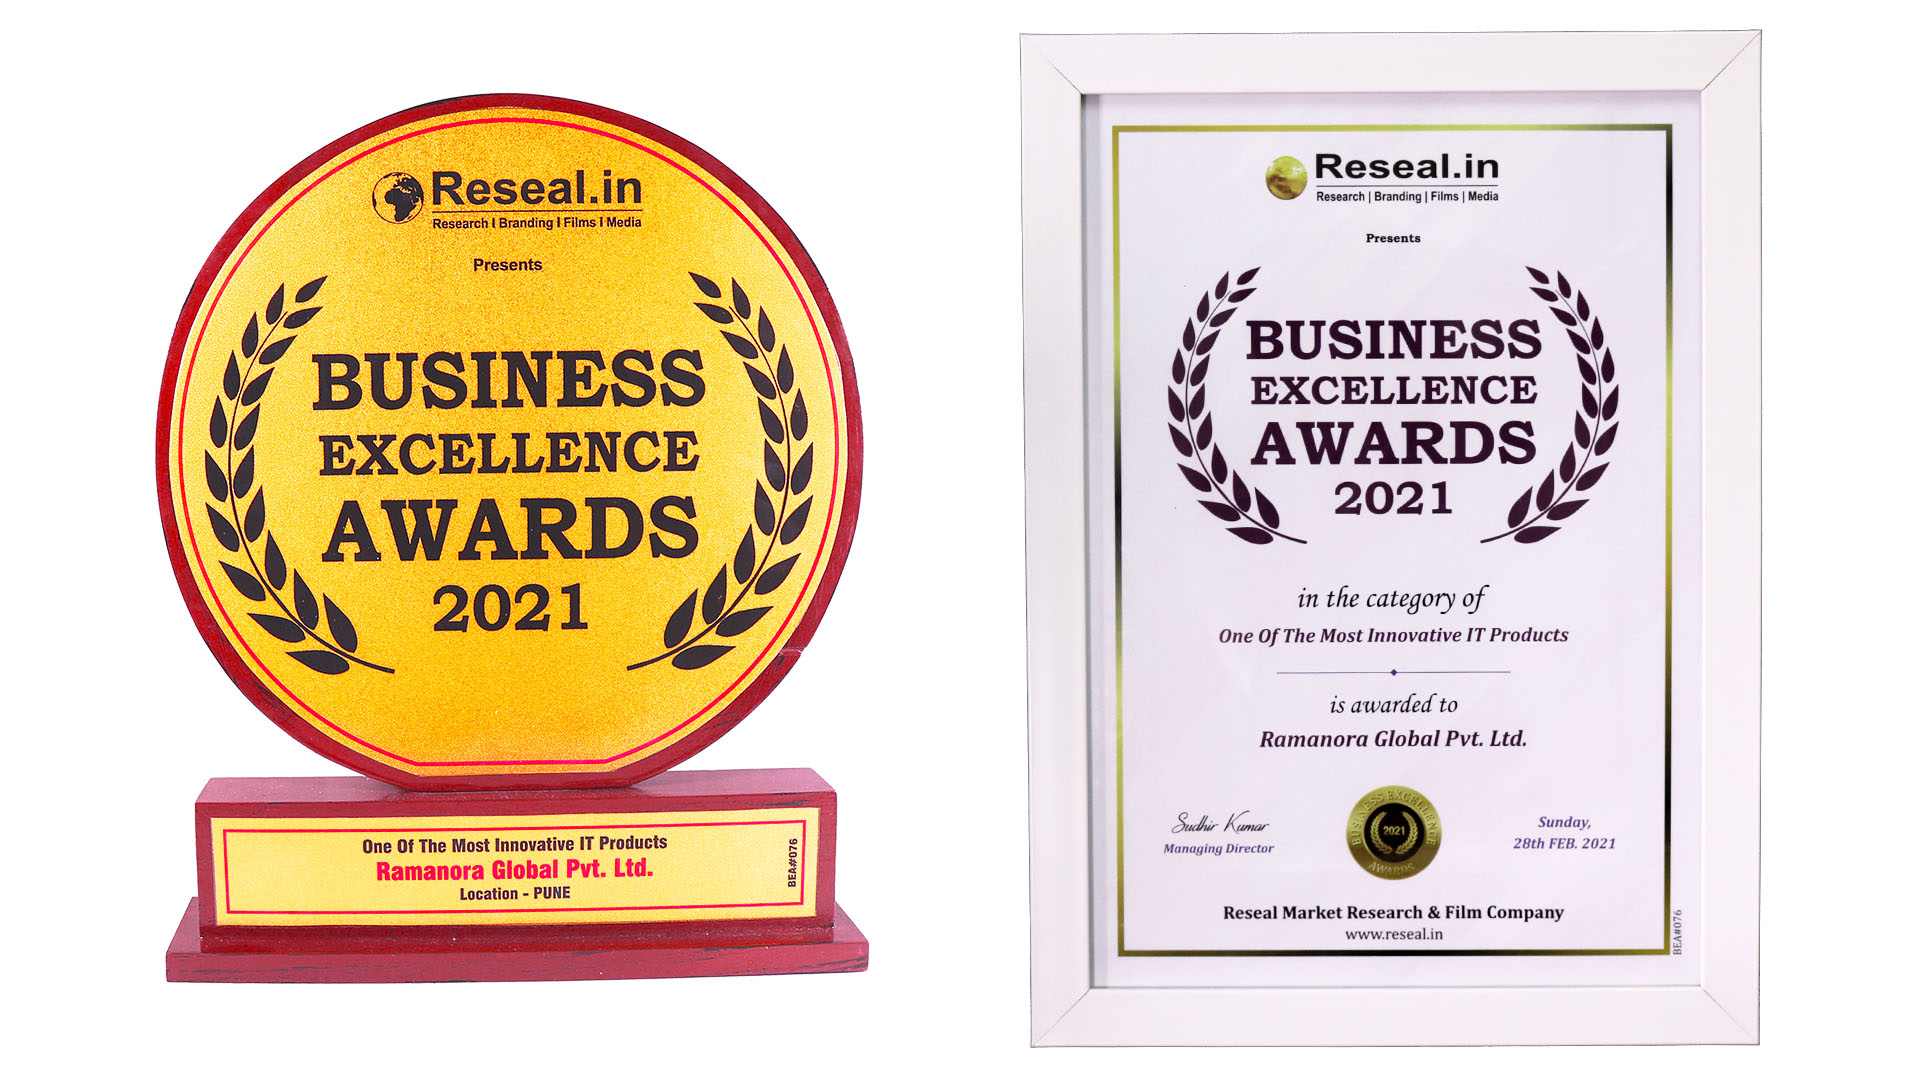 Reseal.in
Research I Branding I Films I Media
Presents
BUSINESS
EXCELLENCE
AWARDS
2021
One Of The Most Innovative IT Products
Ramanora Global Pvt. Ltd.
Location - PUNE
BEA#076
Reseal.in
Research | Branding | Films | Media
Presents
BUSINESS
EXCELLENCE
AWARDS
2021
in the category of
One Of The Most Innovative IT Products
is awarded to
Ramanora Global Pvt. Ltd.
Sudhir Kumar
Managing Director
BUSINESS EXCELLENCE
2021
AWARDS
Sunday,
28th FEB. 2021
Reseal Market Research & Film Company
www.reseal.in
BEA#076